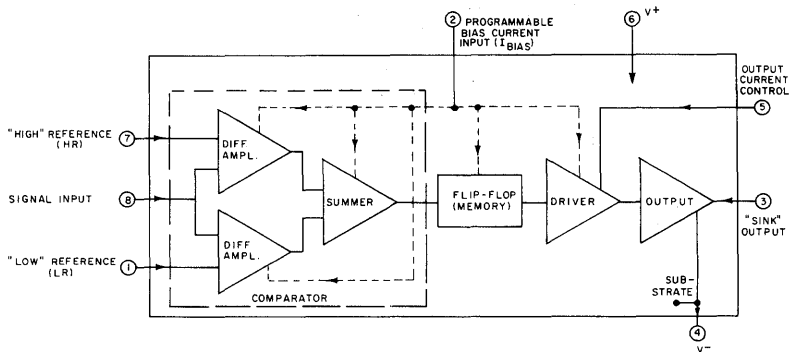 ② PROGRAMMABLE
BIAS CURRENT
INPUT (I BIAS)
⑥ V+
OUTPUT
CURRENT
CONTROL
⑤
"HIGH" REFERENCE
(HR)
⑦
DIFF
AMPL.
SIGNAL INPUT
⑧
SUMMER
FLIP-FLOP
(MEMORY)
DRIVER
OUTPUT
③
"SINK"
OUTPUT
"LOW" REFERENCE
(LR)
①
DIFF
AMPL.
COMPARATOR
SUB-
STRATE
④
V-